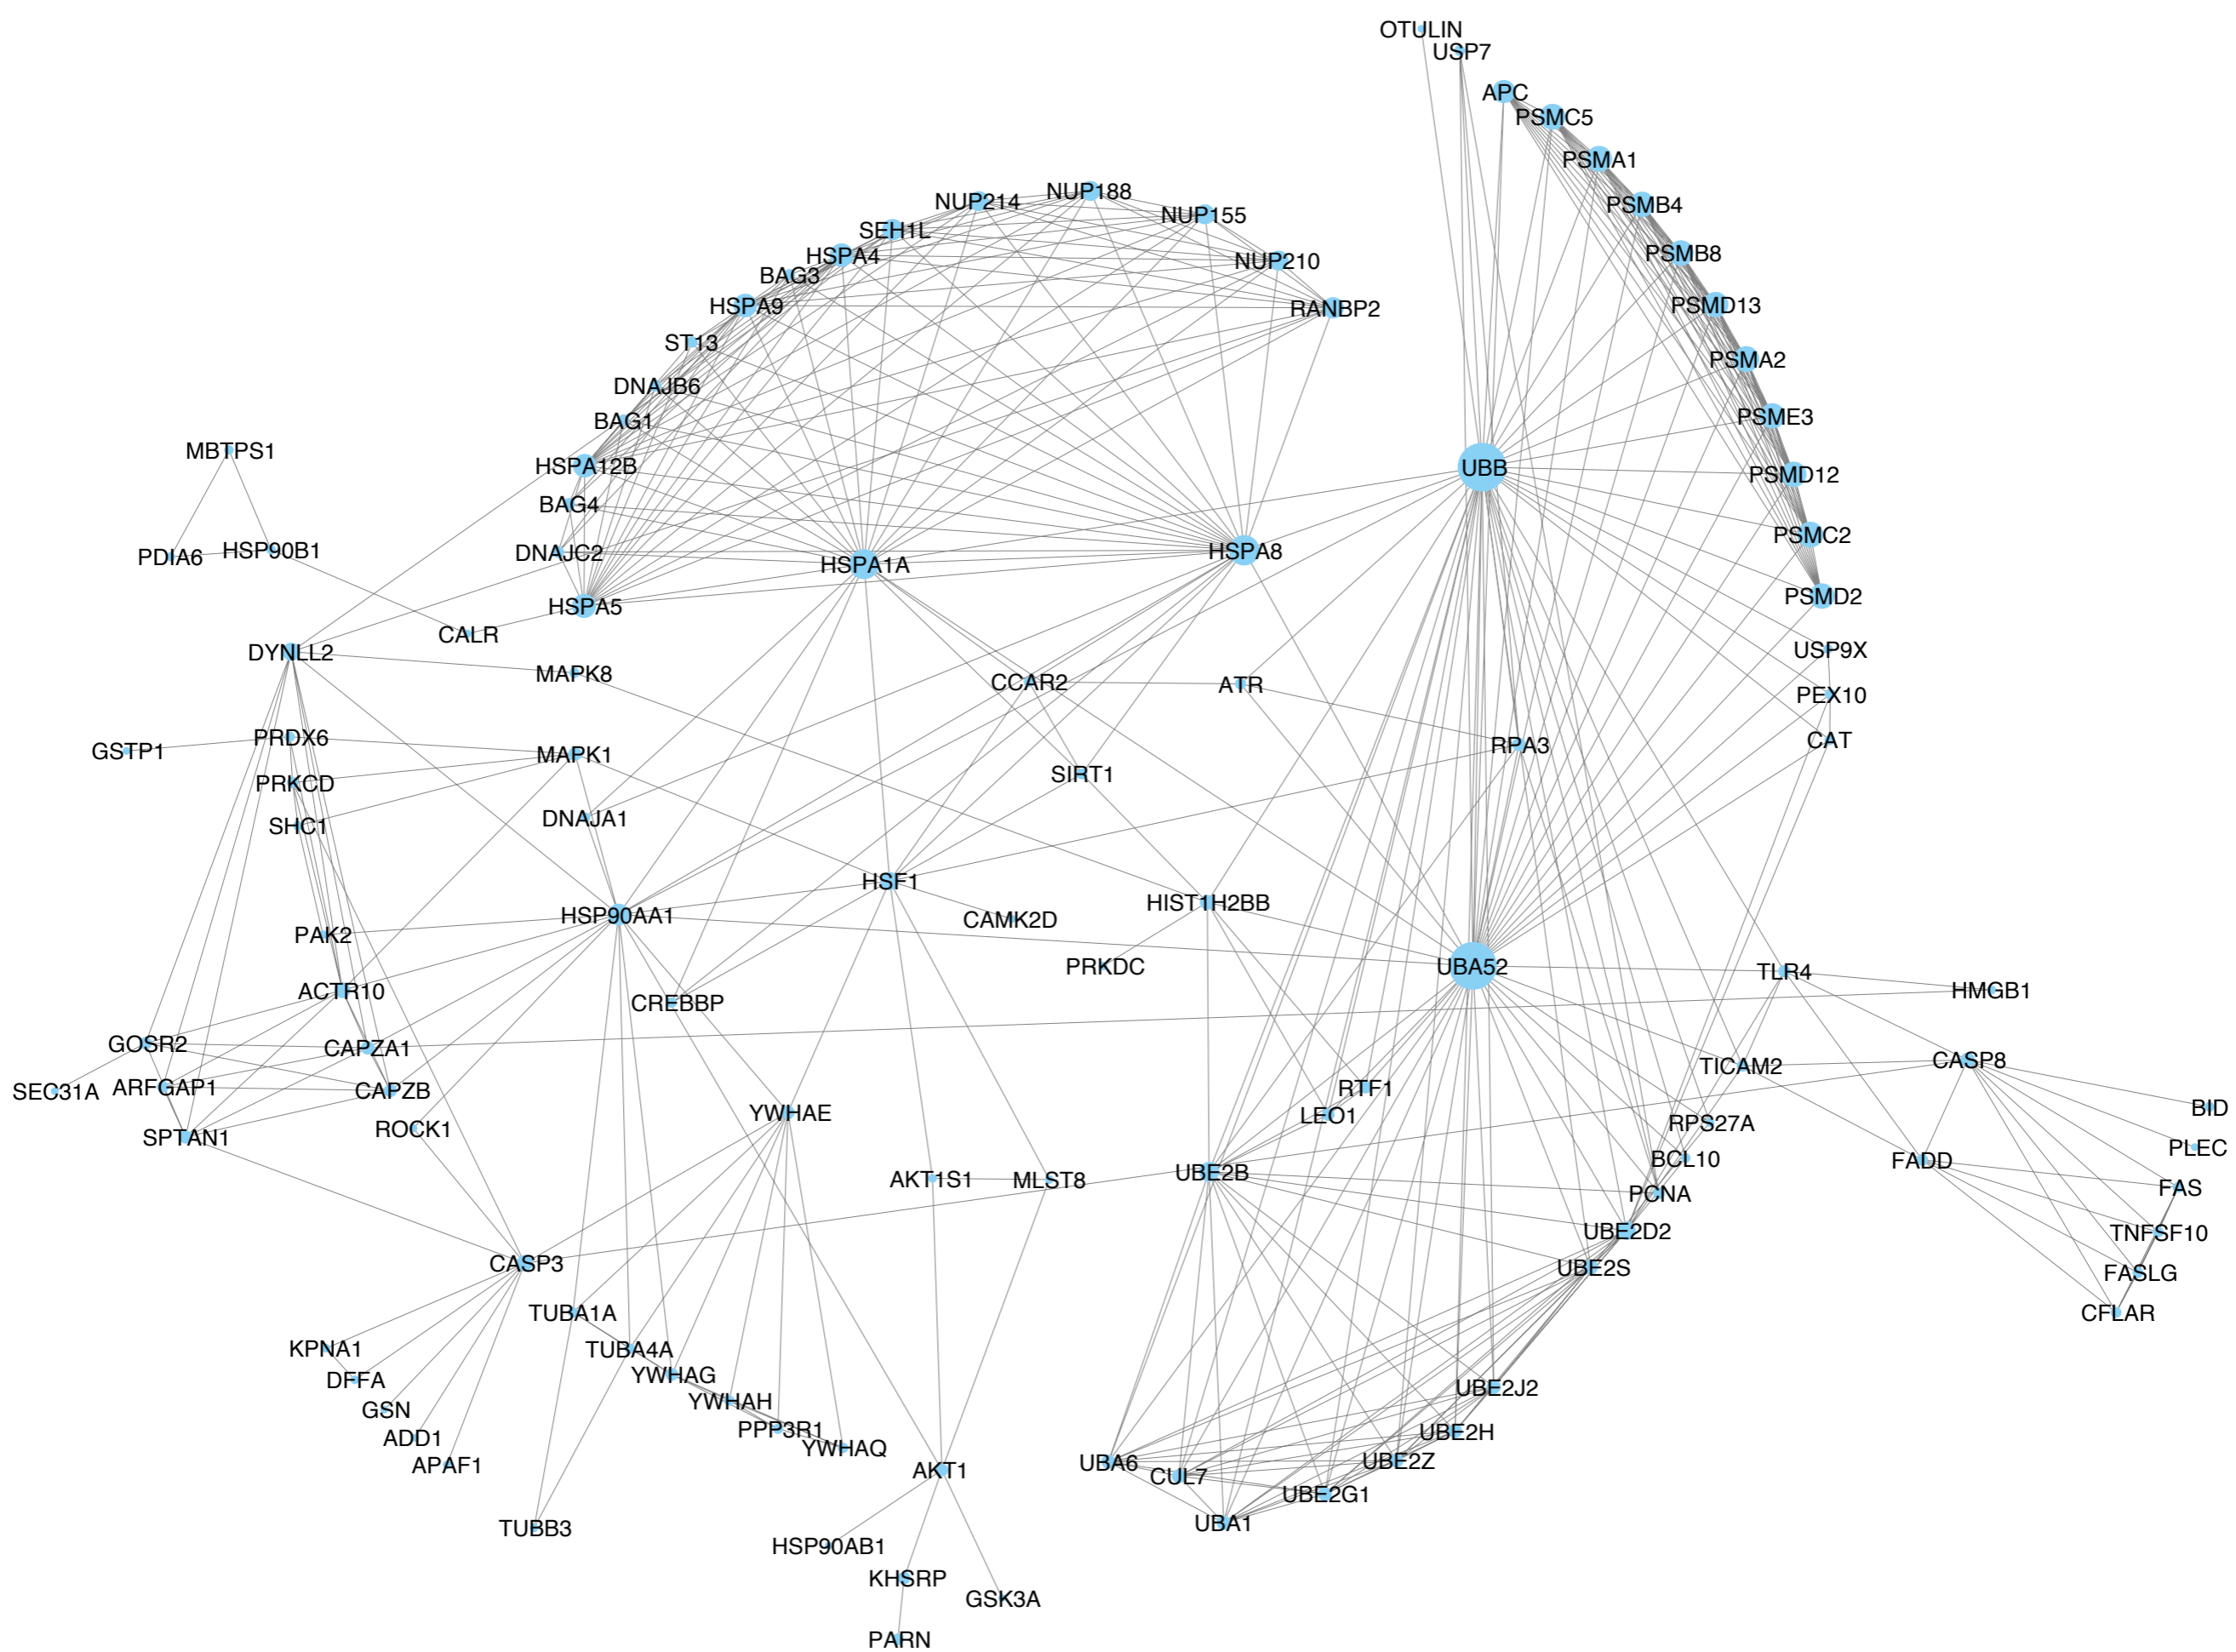 OTULIN
USP7
APC
PSMC5
PSMA1
NUP188
NUP214
PSMB4
NUP155
SEH1L
PSMB8
HSPA4
NUP210
BAG3
PSMD13
HSPA9
RANBP2
ST13
PSMA2
DNAJB6
PSME3
BAG1
MBTPS1
HSPA12B
UBB
PSMD12
BAG4
PSMC2
HSP90B1
PDIA6
DNAJC2
HSPA8
HSPA1A
PSMD2
HSPA5
CALR
USP9X
DYNLL2
MAPK8
CCAR2
ATR
PEX10
PRDX6
CAT
RPA3
GSTP1
MAPK1
SIRT1
PRKCD
DNAJA1
SHC1
HSF1
HIST1H2BB
HSP90AA1
CAMK2D
PAK2
PRKDC
UBA52
TLR4
ACTR10
HMGB1
CREBBP
GOSR2
CAPZA1
CASP8
TICAM2
ARFGAP1
RTF1
SEC31A
CAPZB
BID
YWHAE
LEO1
RPS27A
ROCK1
SPTAN1
PLEC
BCL10
FADD
UBE2B
AKT1S1
MLST8
FAS
PCNA
UBE2D2
TNFSF10
CASP3
UBE2S
FASLG
TUBA1A
CFLAR
KPNA1
TUBA4A
YWHAG
DFFA
UBE2J2
YWHAH
GSN
PPP3R1
UBE2H
ADD1
YWHAQ
UBE2Z
UBA6
APAF1
AKT1
CUL7
UBE2G1
UBA1
TUBB3
HSP90AB1
KHSRP
GSK3A
PARN